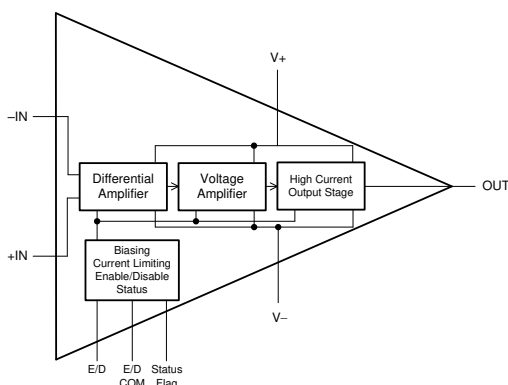 V+
–IN
Differential
Amplifier
Voltage
Amplifier
High Current
Output Stage
OUT
+IN
Biasing
Current Limiting
Enable/Disable
Status
V–
E/D
E/D
COM
Status
Flag